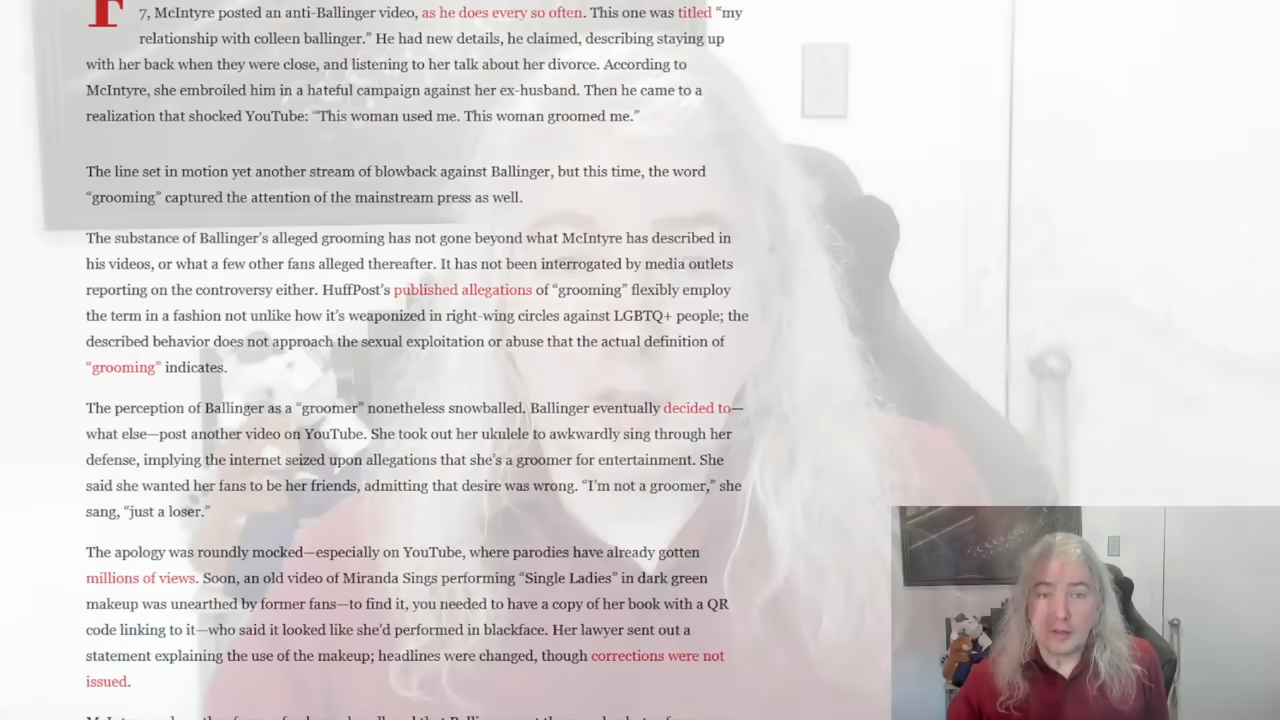 F
7, McIntyre posted an anti-Ballinger video, as he does every so often. This one was titled “my
relationship with colleen ballinger.” He had new details, he claimed, describing staying up
with her back when they were close, and listening to her talk about her divorce. According to
McIntyre, she embroiled him in a hateful campaign against her ex-husband. Then he came to a
realization that shocked YouTube: “This woman used me. This woman groomed me.”
The line set in motion yet another stream of blowback against Ballinger, but this time, the word
“grooming” captured the attention of the mainstream press as well.
The substance of Ballinger’s alleged grooming has not gone beyond what McIntyre has described in
his videos, or what a few other fans alleged thereafter. It has not been interrogated by media outlets
reporting on the controversy either. HuffPost’s published allegations of “grooming” flexibly employ
the term in a fashion not unlike how it’s weaponized in right-wing circles against LGBTQ+ people; the
described behavior does not approach the sexual exploitation or abuse that the actual definition of
“grooming” indicates.
The perception of Ballinger as a “groomer” nonetheless snowballed. Ballinger eventually decided to—
what else—post another video on YouTube. She took out her ukulele to awkwardly sing through her
defense, implying the internet seized upon allegations that she’s a groomer for entertainment. She
said she wanted her fans to be her friends, admitting that desire was wrong. “I’m not a groomer,” she
sang, “just a loser.”
The apology was roundly mocked—especially on YouTube, where parodies have already gotten
millions of views. Soon, an old video of Miranda Sings performing “Single Ladies” in dark green
makeup was unearthed by former fans—to find it, you needed to have a copy of her book with a QR
code linking to it—who said it looked like she’d performed in blackface. Her lawyer sent out a
statement explaining the use of the makeup; headlines were changed, though corrections were not
issued.